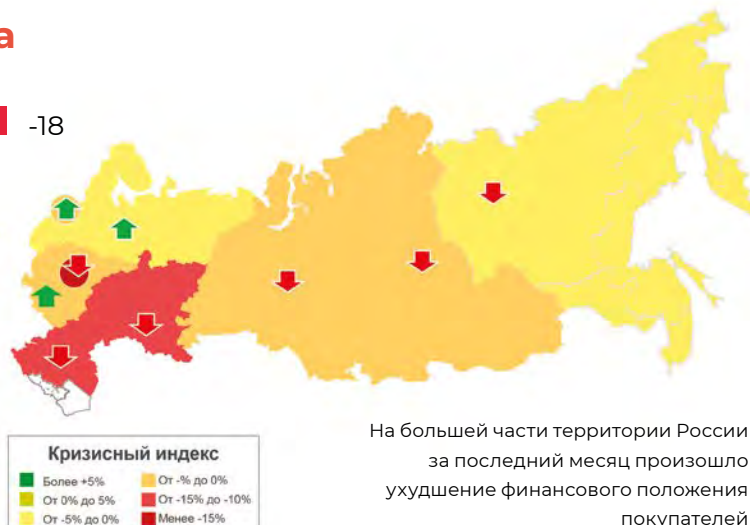 а
-18
На большей части территории России
за последний месяц произошло
ухудшение финансового положения
покупателей
Кризисный индекс
Более +5%
От 0% до 5%
От -5% до 0%
От -% до 0%
От -15% до -10%
Менее -15%